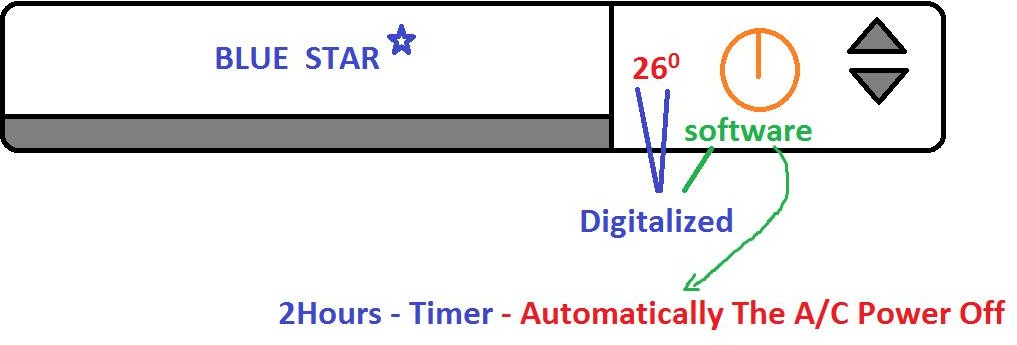 BLUE STAR
26⁰
software
Digitalized
2Hours - Timer - Automatically The A/C Power Off